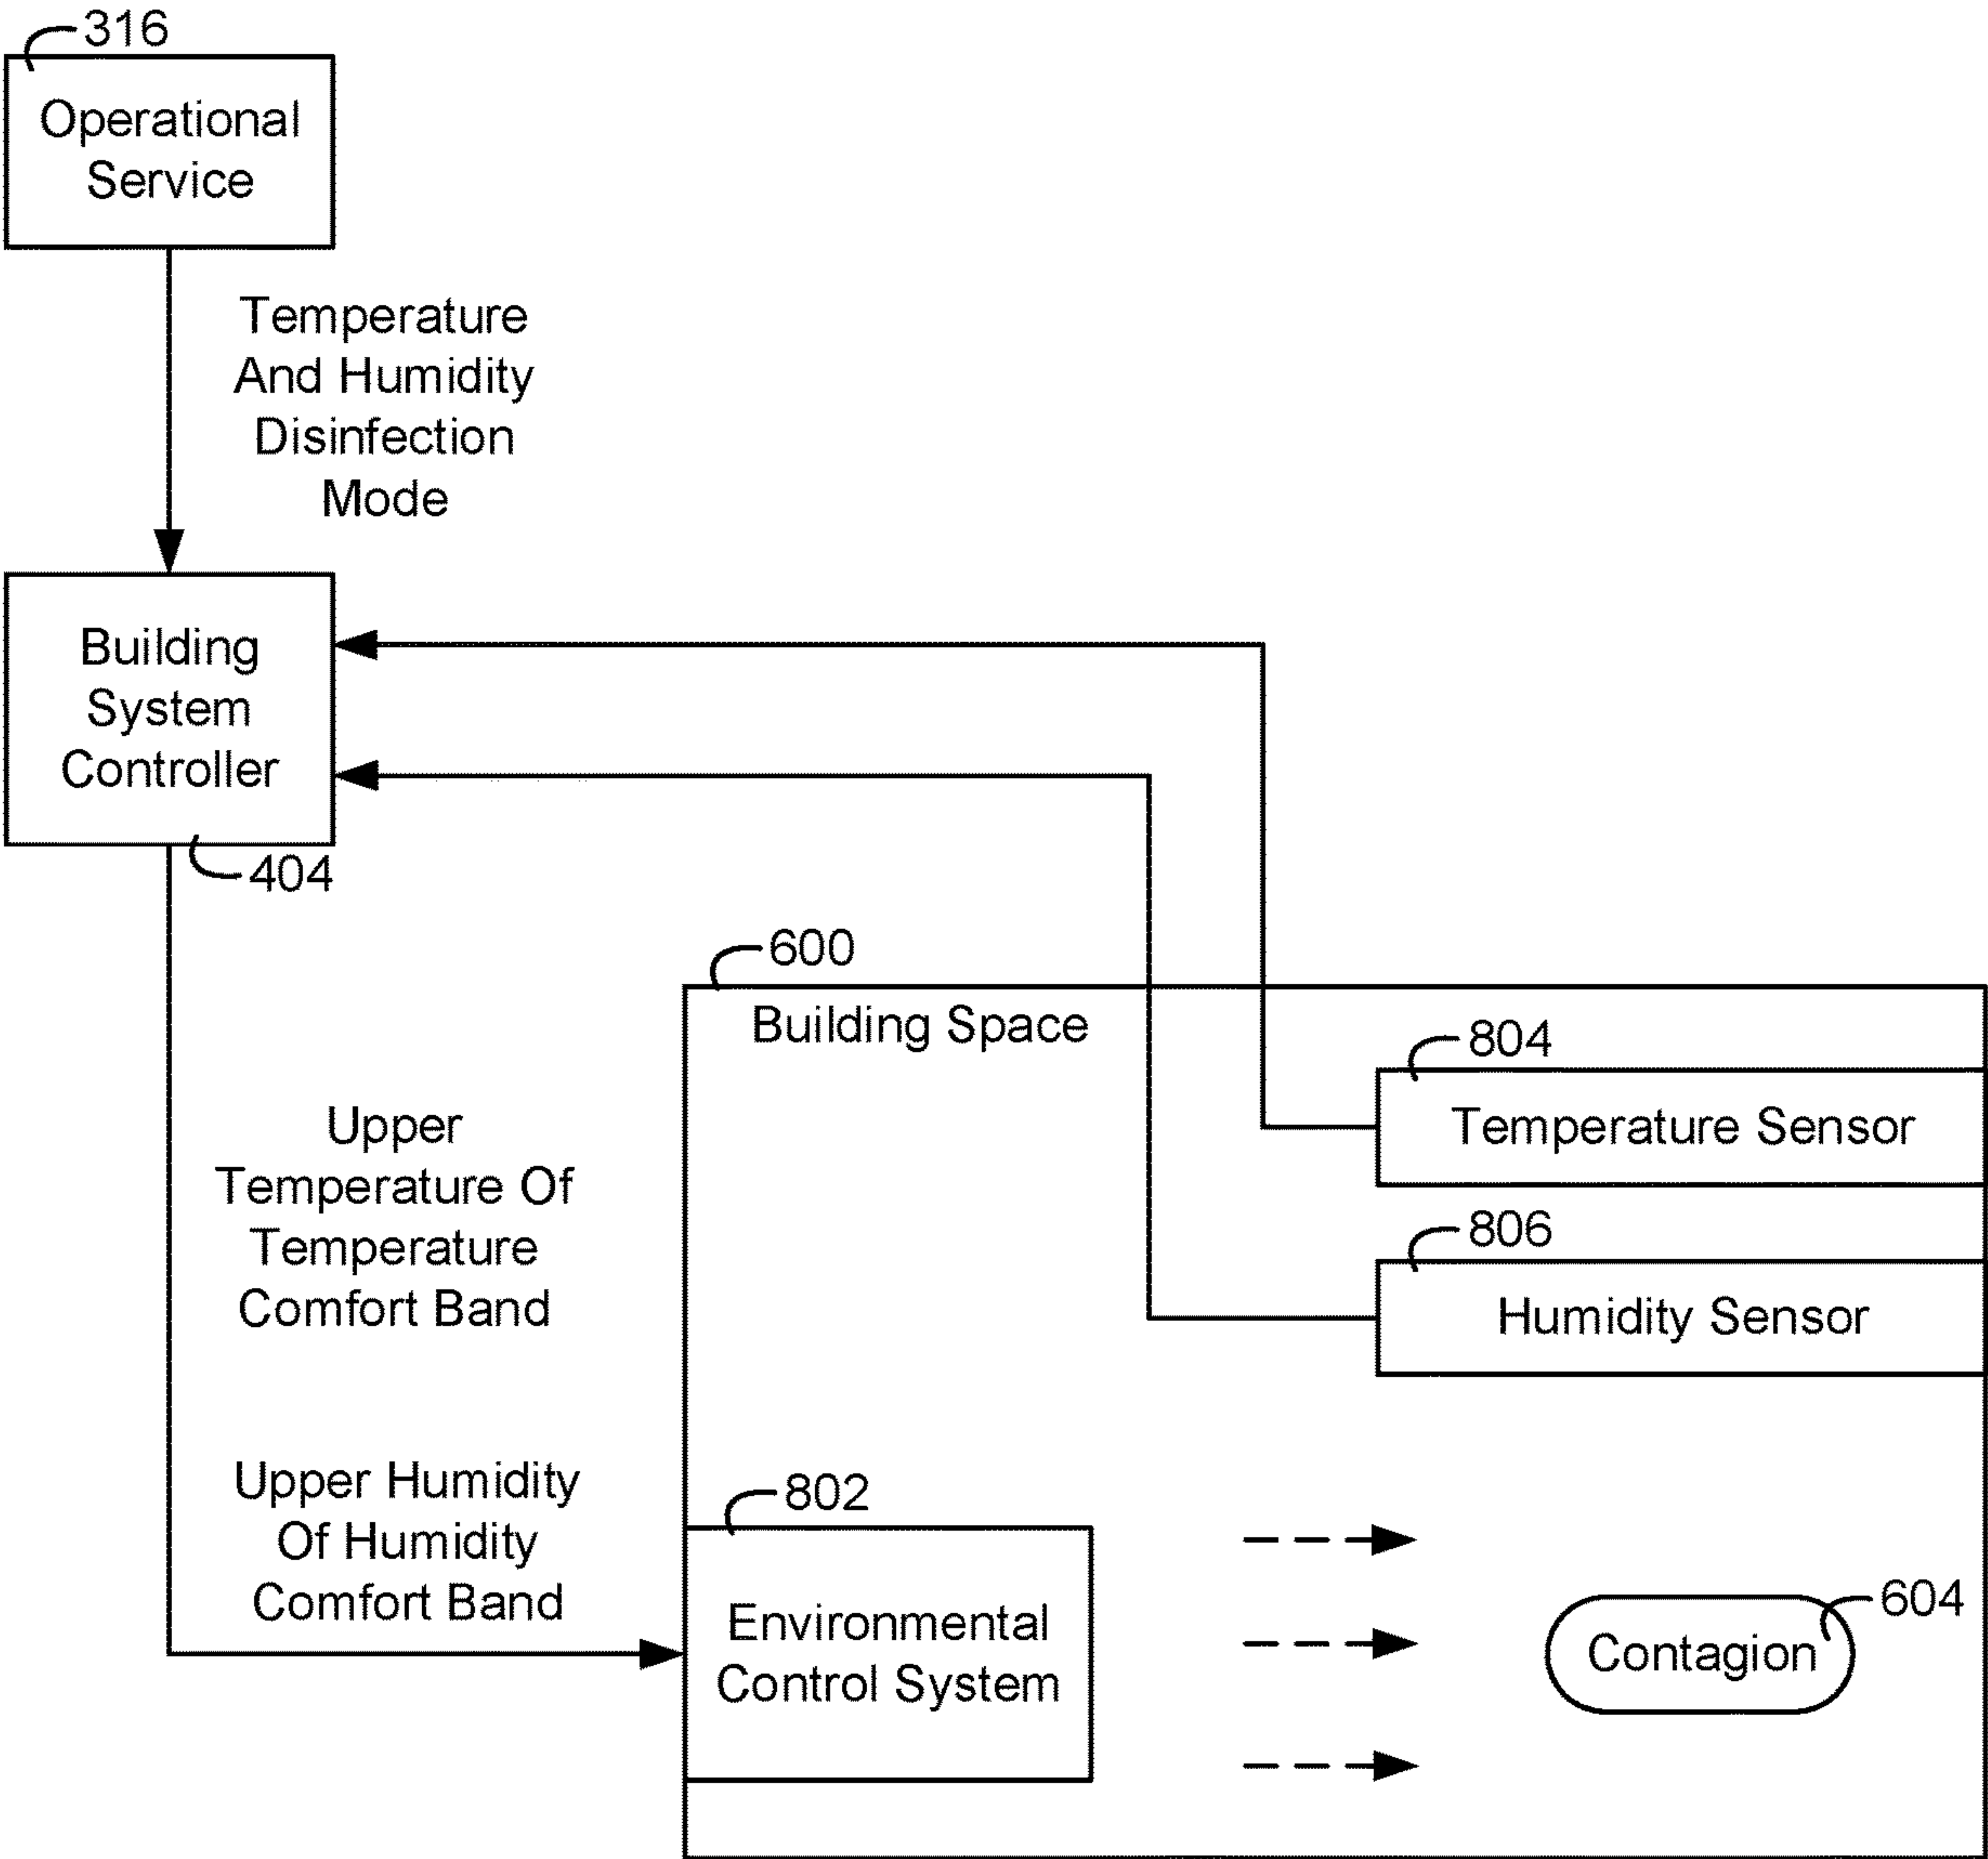 316
Operational
Service
Temperature
And Humidity
Disinfection
Mode
Building
System
Controller
404
600
Building Space
804
Temperature Sensor
806
Humidity Sensor
Upper
Temperature Of
Temperature
Comfort Band
Upper Humidity
Of Humidity
Comfort Band
802
Environmental
Control System
604
Contagion